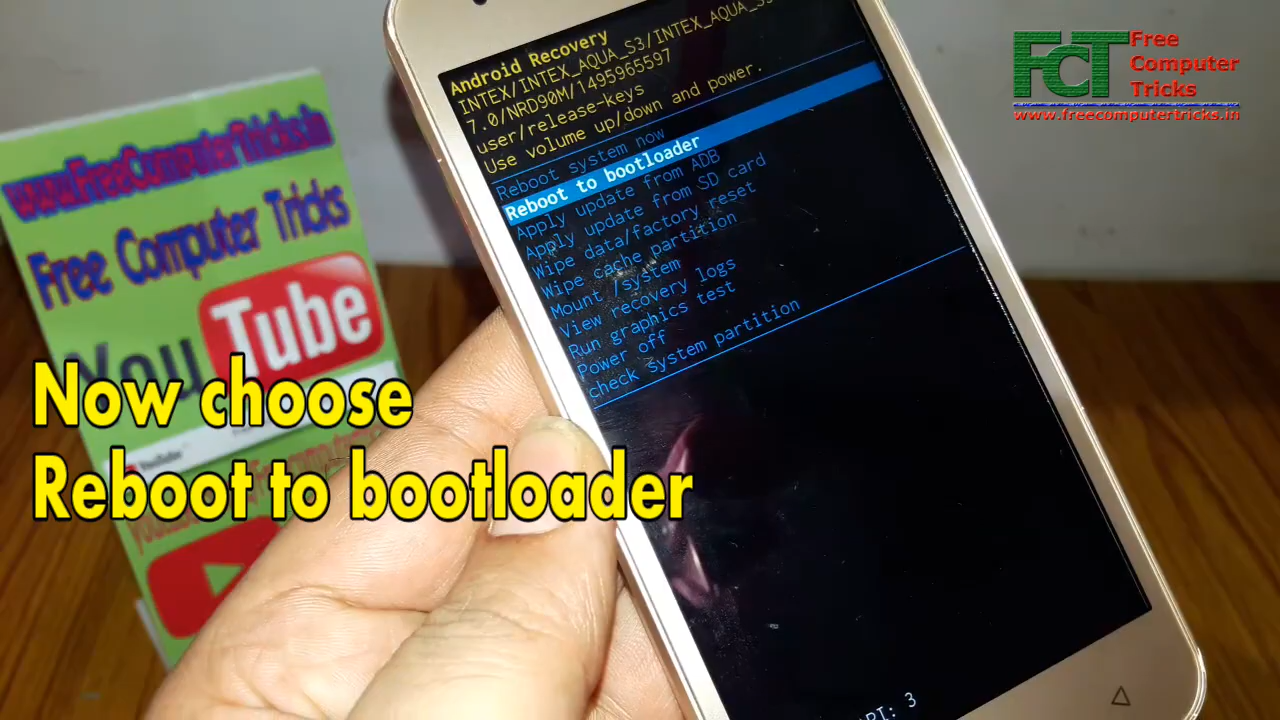 Android Recovery
INTEX/INTEX_AQUA_S3/INTEX_AQUA_S3
7.0/NRD90M/1495965597
user/release-keys
Use volume up/down and power.
Reboot system now
Reboot to bootloader
Apply update from ADB
Apply update from SD card
Wipe data/factory reset
Wipe cache partition
Mount /system
View recovery logs
Run graphics test
Power off
check system partition
API: 3
FCT
Free
Computer
Tricks
www.freecomputertricks.in
www.FreeComputerTricks.in
Free Computer Tricks
YouTube
YouTube
Now choose
Reboot to bootloader